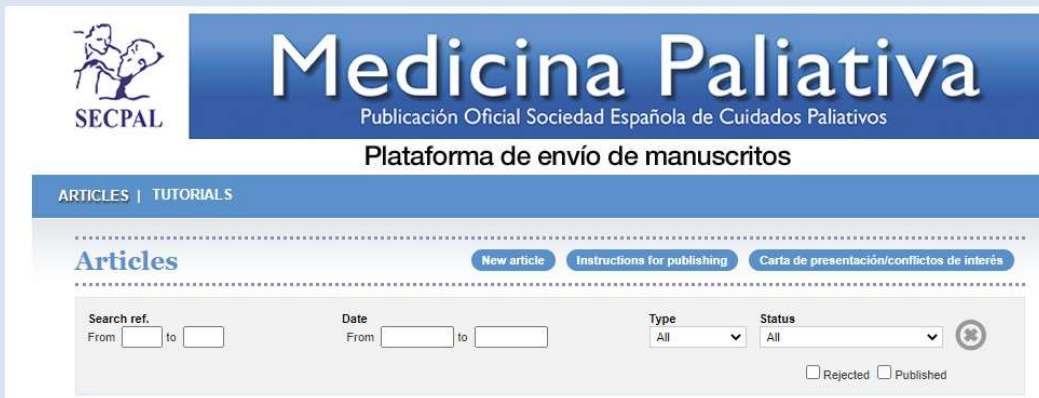 SECPAL
Medicina Paliativa
Publicación Oficial Sociedad Española de Cuidados Paliativos
Plataforma de envío de manuscritos
ARTICLES | TUTORIALS
Articles New article Instructions for publishing Carta de presentación/conflictos de interés
Search ref. Date Type Status
From to From to All All
Rejected Published